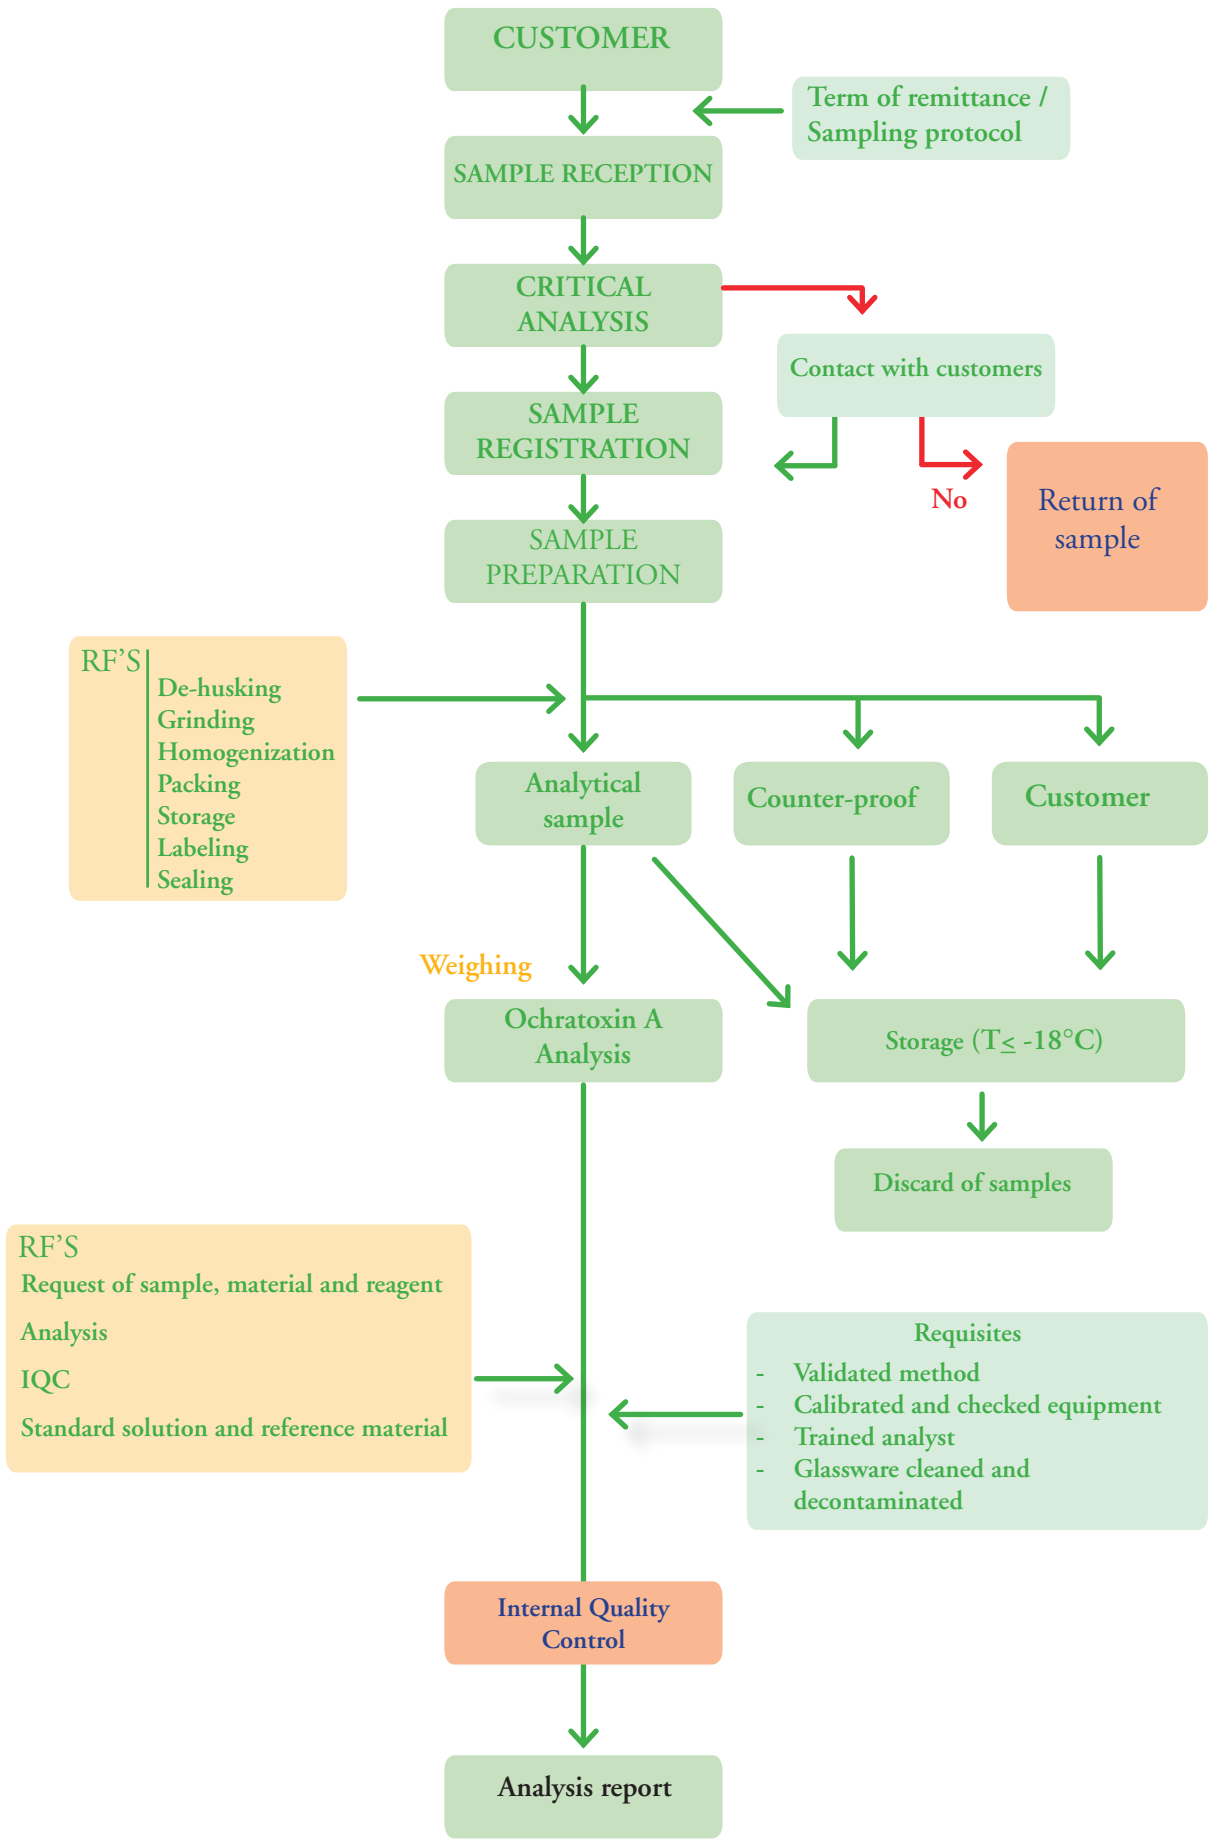 CUSTOMER
Term of remittance /
Sampling protocol
SAMPLE RECEPTION
CRITICAL
ANALYSIS
Contact with customers
SAMPLE
REGISTRATION
No
Return of
sample
SAMPLE
PREPARATION
RF'S
De-husking
Grinding
Homogenization
Packing
Storage
Labeling
Sealing
Analytical
sample
Counter-proof
Customer
Weighing
Ochratoxin A
Analysis
Storage (T≤ -18°C)
Discard of samples
RF'S
Request of sample, material and reagent
Analysis
IQC
Standard solution and reference material
Requisites
- Validated method
- Calibrated and checked equipment
- Trained analyst
- Glassware cleaned and
decontaminated
Internal Quality
Control
Analysis report